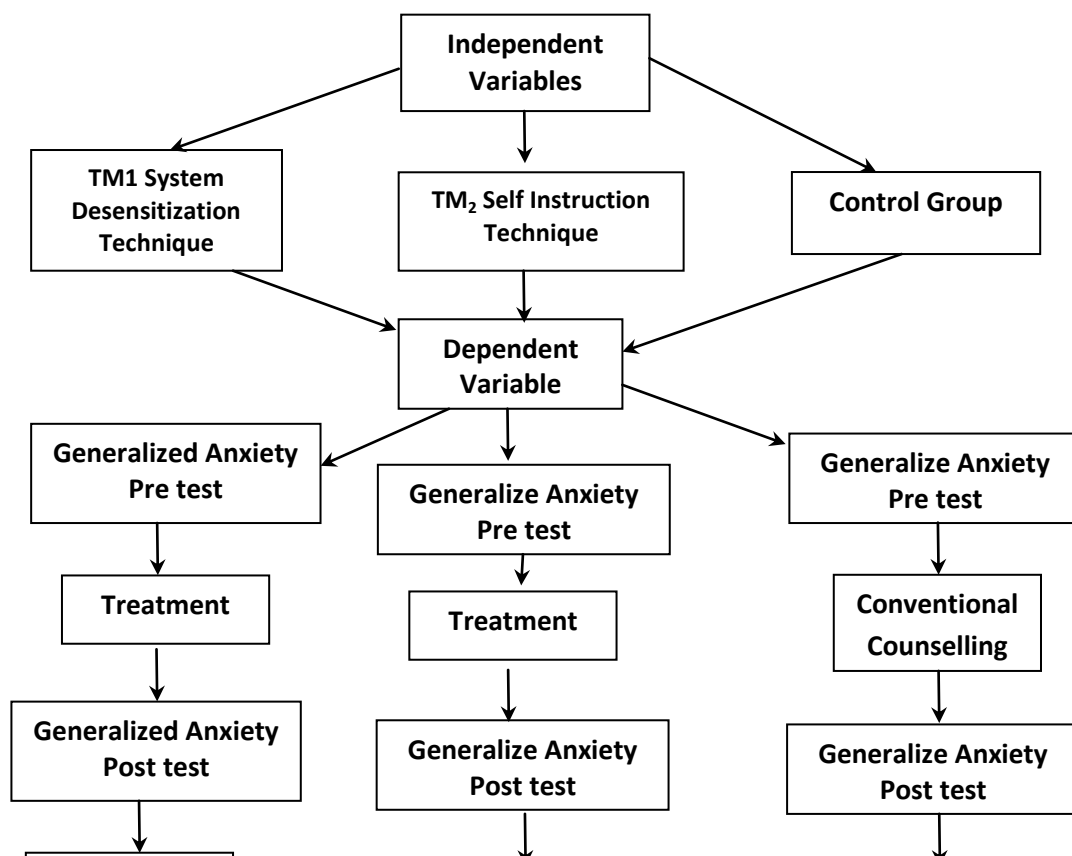 Independent
Variables
TM1 System
Desensitization
Technique
TM₂ Self Instruction
Technique
Control Group
Dependent
Variable
Generalized Anxiety
Pre test
Generalize Anxiety
Pre test
Generalize Anxiety
Pre test
Treatment
Treatment
Conventional
Counselling
Generalized Anxiety
Post test
Generalize Anxiety
Post test
Generalize Anxiety
Post test